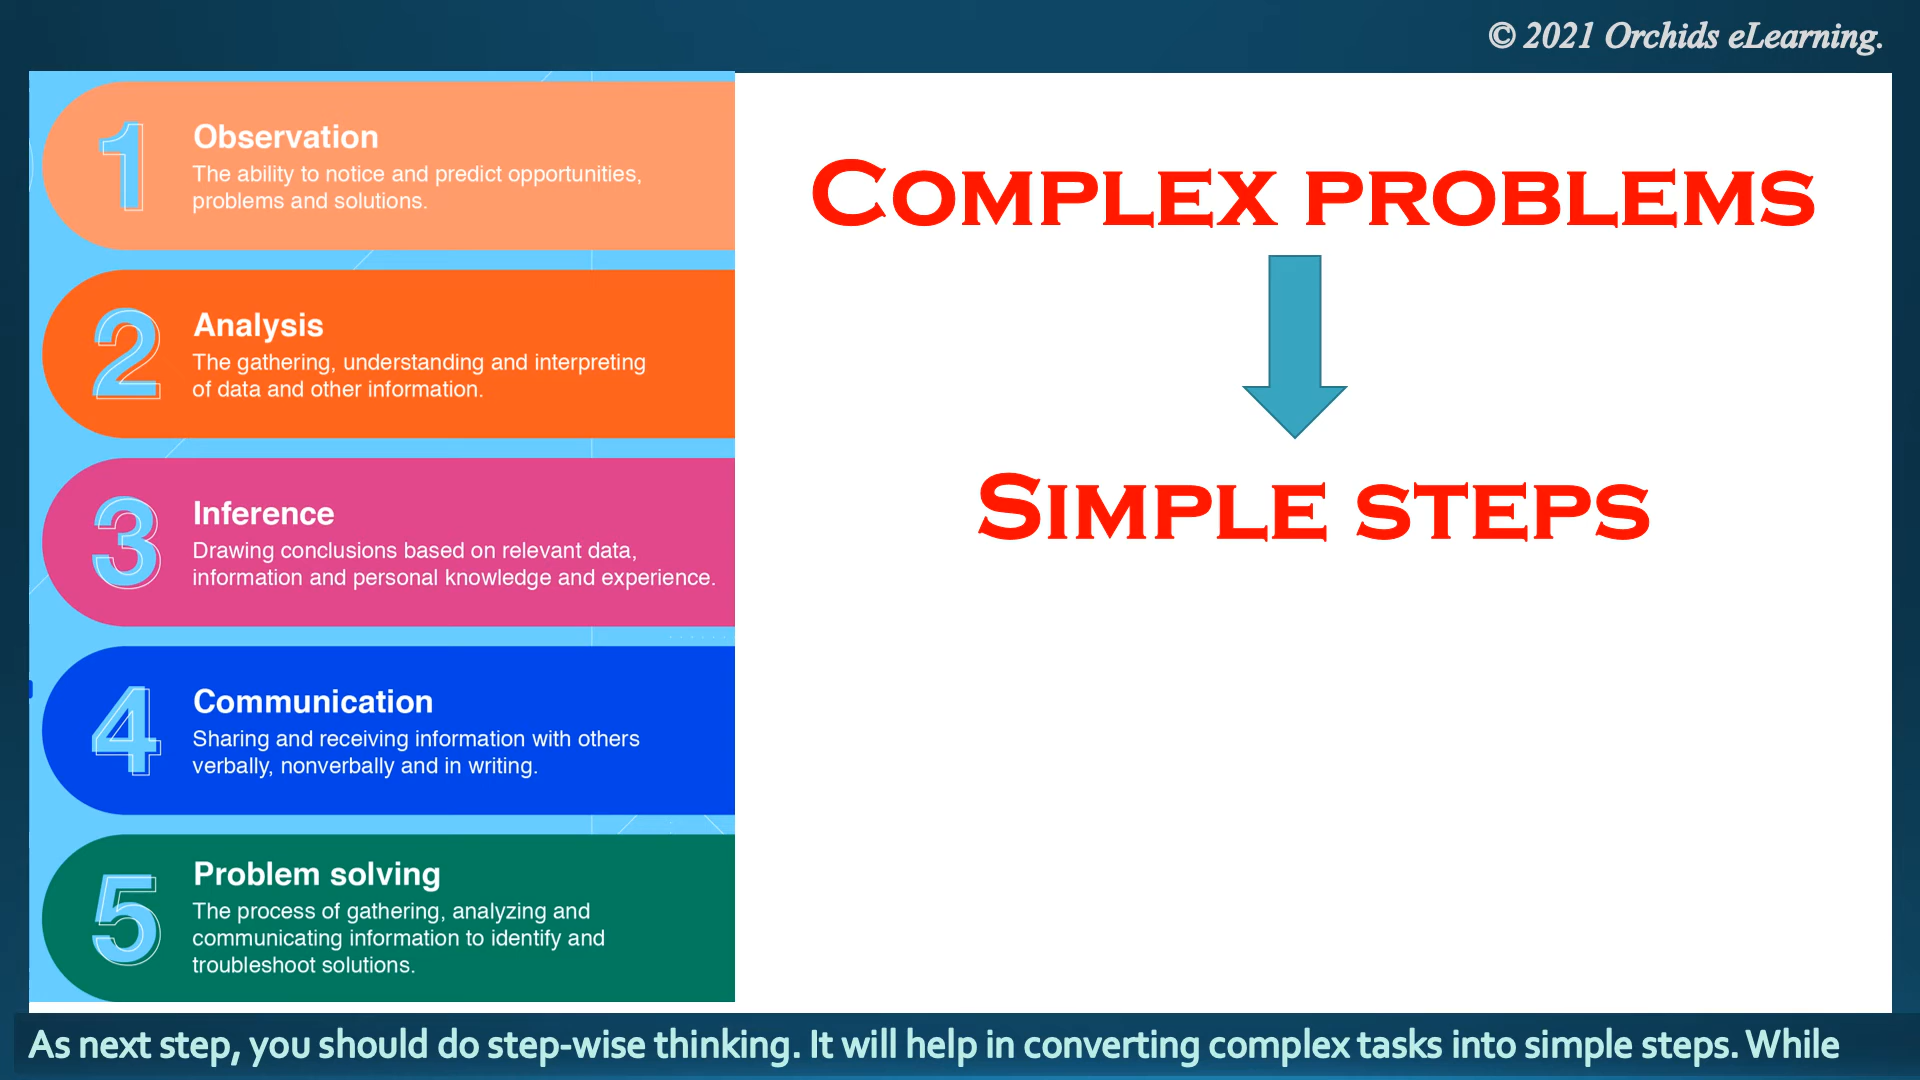 © 2021 Orchids eLearning.
1
Observation
The ability to notice and predict opportunities,
problems and solutions.
2
Analysis
The gathering, understanding and interpreting
of data and other information.
3
Inference
Drawing conclusions based on relevant data,
information and personal knowledge and experience.
4
Communication
Sharing and receiving information with others
verbally, nonverbally and in writing.
5
Problem solving
The process of gathering, analyzing and
communicating information to identify and
troubleshoot solutions.
Complex problems
Simple steps
As next step, you should do step-wise thinking. It will help in converting complex tasks into simple steps. While